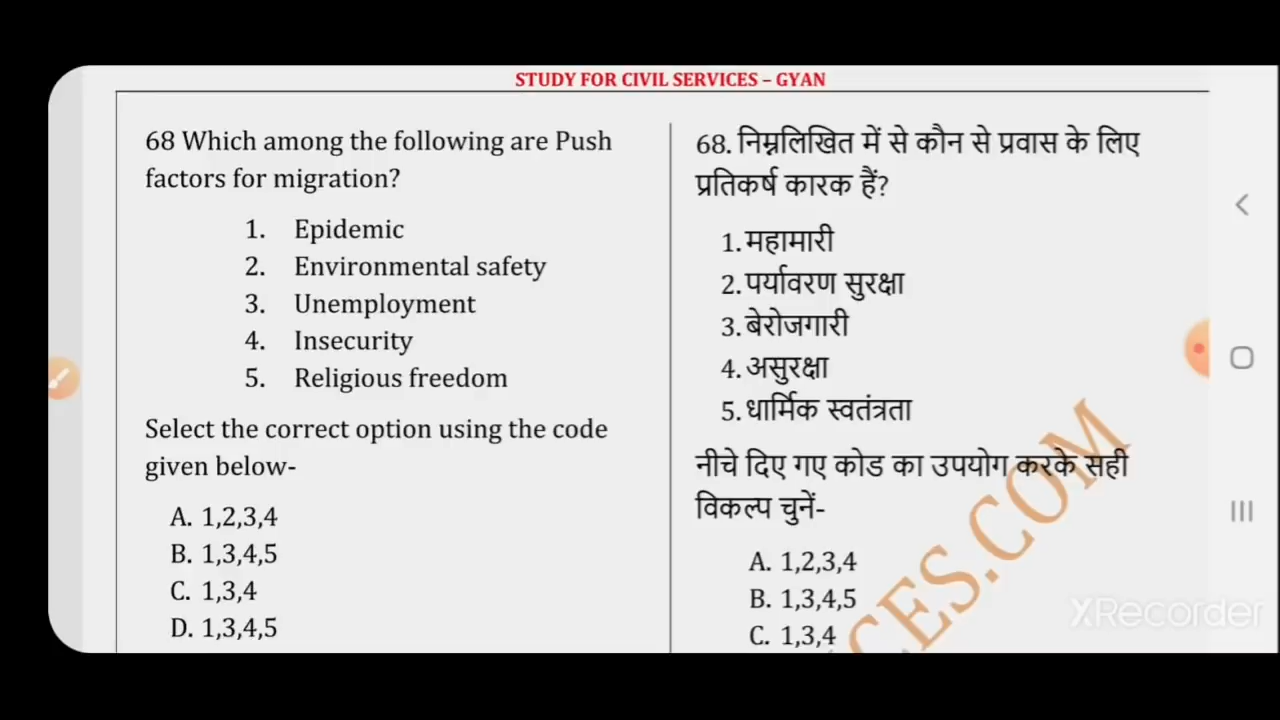 STUDY FOR CIVIL SERVICES – GYAN
68 Which among the following are Push
factors for migration?
1. Epidemic
2. Environmental safety
3. Unemployment
4. Insecurity
5. Religious freedom
Select the correct option using the code
given below-
A. 1,2,3,4
B. 1,3,4,5
C. 1,3,4
D. 1,3,4,5
68. निम्नलिखित में से कौन से प्रवास के लिए
प्रतिकर्ष कारक हैं?
1. महामारी
2. पर्यावरण सुरक्षा
3. बेरोजगारी
4. असुरक्षा
5. धार्मिक स्वतंत्रता
नीचे दिए गए कोड का उपयोग करके सही
विकल्प चुनें-
A. 1,2,3,4
B. 1,3,4,5
C. 1,3,4
CES.COM
XRecorder